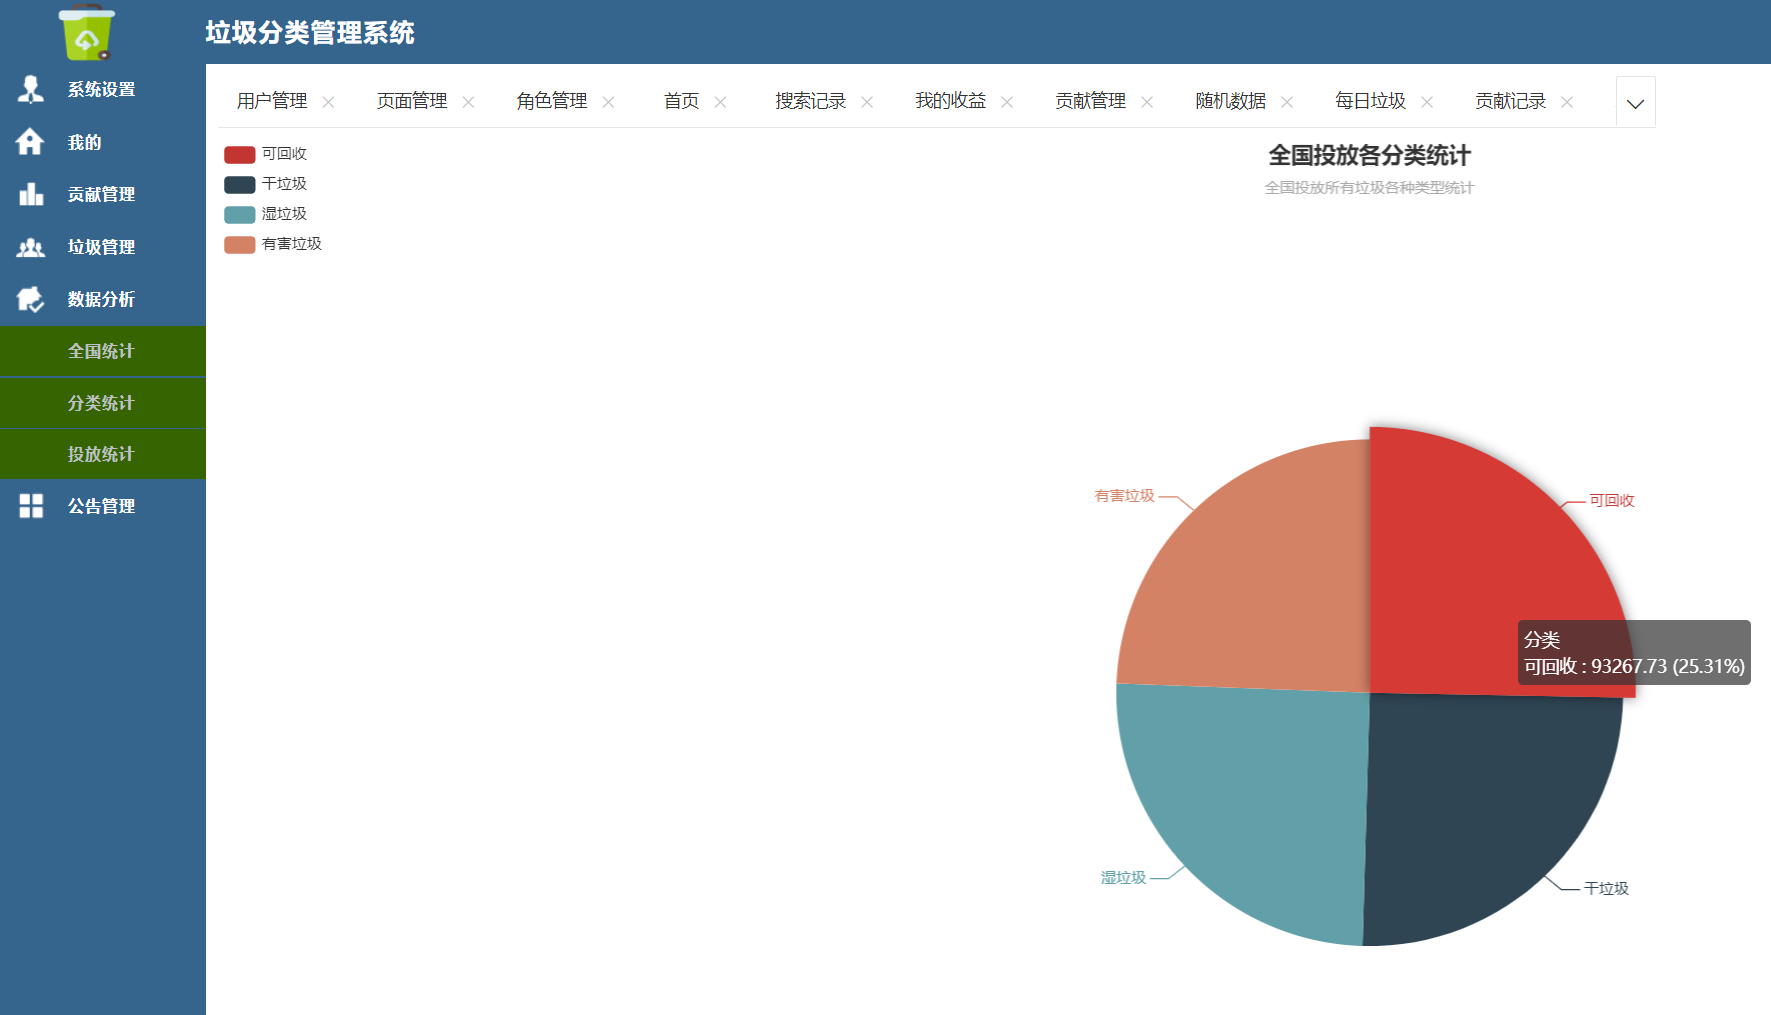 垃圾分类管理系统
系统设置
我的
贡献管理
垃圾管理
数据分析
全国统计
分类统计
投放统计
公告管理
用户管理 页面管理 角色管理 首页 搜索记录 我的收益 贡献管理 随机数据 每日垃圾 贡献记录
可回收
干垃圾
湿垃圾
有害垃圾
全国投放各分类统计
全国投放所有垃圾各种类型统计
有害垃圾
可回收
分类
可回收 : 93267.73 (25.31%)
湿垃圾
干垃圾